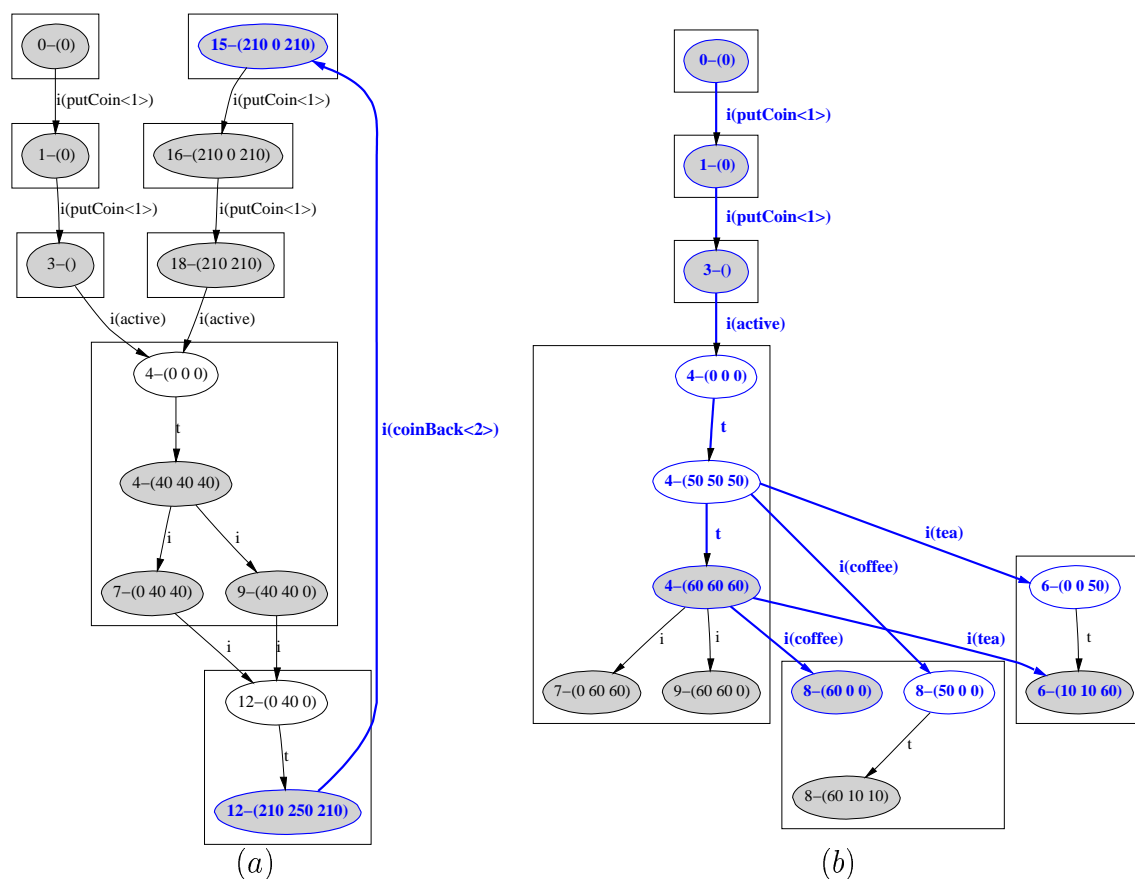 0–(0)
15–(210 0 210)
i(putCoin<1>)
i(putCoin<1>)
1–(0)
16–(210 0 210)
i(putCoin<1>)
i(putCoin<1>)
3–()
18–(210 210)
i(active)
i(active)
4–(0 0 0)
t
i(coinBack<2>)
4–(40 40 40)
i
i
7–(0 40 40)
9–(40 40 0)
i
i
12–(0 40 0)
t
12–(210 250 210)
(a)
0–(0)
i(putCoin<1>)
1–(0)
i(putCoin<1>)
3–()
i(active)
4–(0 0 0)
t
4–(50 50 50)
t
i(tea)
i(coffee)
4–(60 60 60)
6–(0 0 50)
i
i
i(coffee)
i(tea)
t
7–(0 60 60)
9–(60 60 0)
8–(60 0 0)
8–(50 0 0)
6–(10 10 60)
t
8–(60 10 10)
(b)